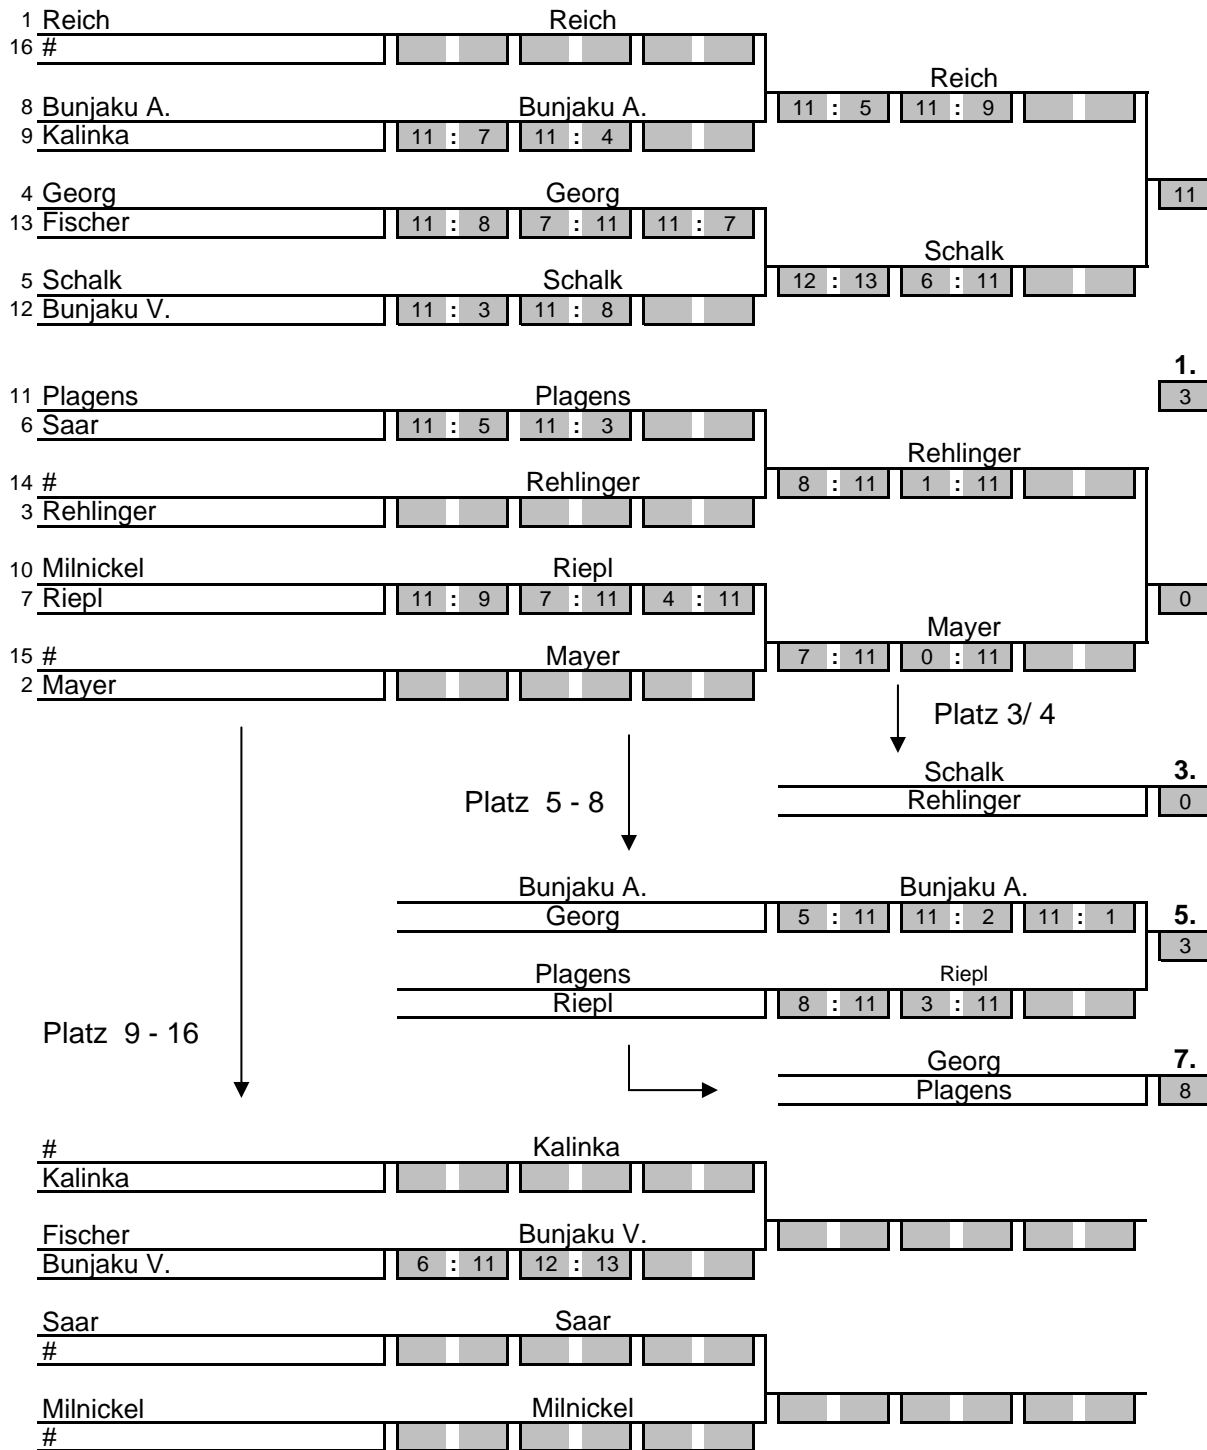 1 Reich Reich
16 #
Reich
8 Bunjaku A. Bunjaku A. 11 : 5 11 : 9
9 Kalinka 11 : 7 11 : 4
4 Georg Georg 11
13 Fischer 11 : 8 7 : 11 11 : 7
Schalk
5 Schalk Schalk 12 : 13 6 : 11
12 Bunjaku V. 11 : 3 11 : 8
1.
11 Plagens Plagens 3
6 Saar 11 : 5 11 : 3
Rehlinger
14 # Rehlinger 8 : 11 1 : 11
3 Rehlinger
10 Milnickel Riepl
7 Riepl 11 : 9 7 : 11 4 : 11 0
Mayer
15 # Mayer 7 : 11 0 : 11
2 Mayer
Platz 3/ 4
Schalk 3.
Platz 5 - 8 Rehlinger 0
Bunjaku A. Bunjaku A.
Georg 5 : 11 11 : 2 11 : 1 5.
3
Plagens Riepl
Riepl 8 : 11 3 : 11
Platz 9 - 16
Georg 7.
Plagens 8
# Kalinka
Kalinka
Fischer Bunjaku V.
Bunjaku V. 6 : 11 12 : 13
Saar Saar
#
Milnickel Milnickel
#